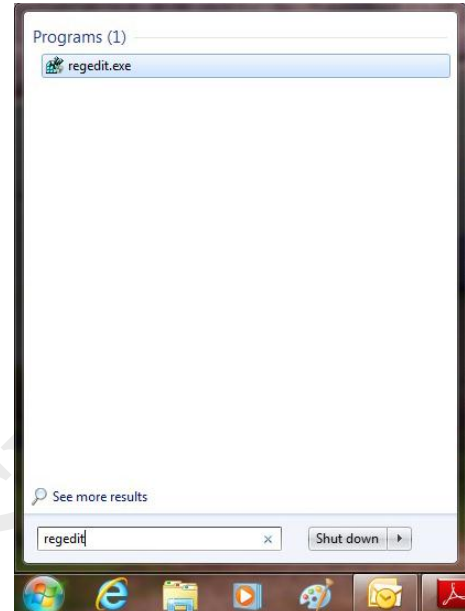 Programs (1)
regedit.exe
See more results
regedit
Shut down